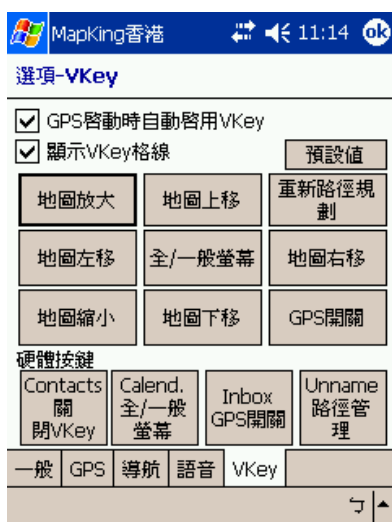 MapKing香港 11:14 ok
選項-VKey
GPS啓動時自動啓用VKey
顯示VKey格線
預設值
地圖放大 地圖上移 重新路徑規
劃
地圖左移 全/一般螢幕 地圖右移
地圖縮小 地圖下移 GPS開關
硬體按鍵
Contacts
關
閉VKey
Calend.
全/一般
螢幕
Inbox
GPS開關
Unname
路徑管
理
一般 GPS 導航 語音 VKey
ㄅ